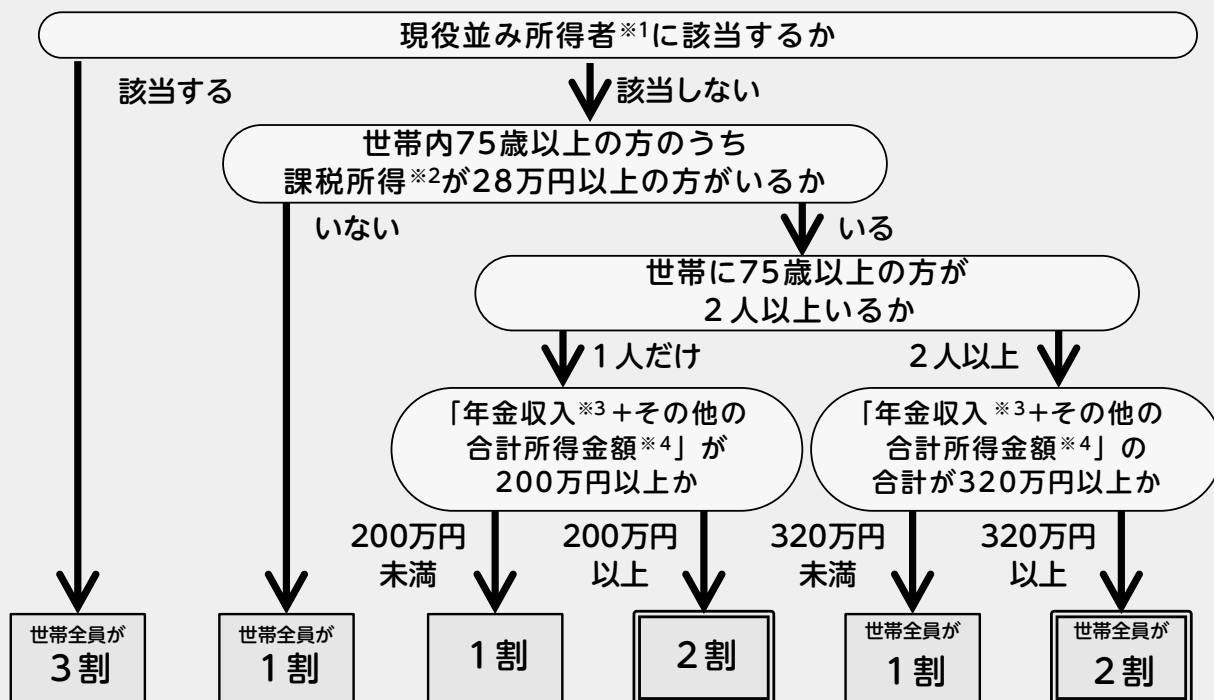 現役並み所得者※1に該当するか
該当する
該当しない
世帯内75歳以上の方のうち
課税所得※2が28万円以上の方がいるか
いない
いる
世帯に75歳以上の方が
２人以上いるか
１人だけ
２人以上
「年金収入※3＋その他の
合計所得金額※4」が
200万円以上か
「年金収入※3＋その他の
合計所得金額※4」の
合計が320万円以上か
200万円
未満
200万円
以上
320万円
未満
320万円
以上
世帯全員が
３割
世帯全員が
１割
１割
２割
世帯全員が
１割
世帯全員が
２割